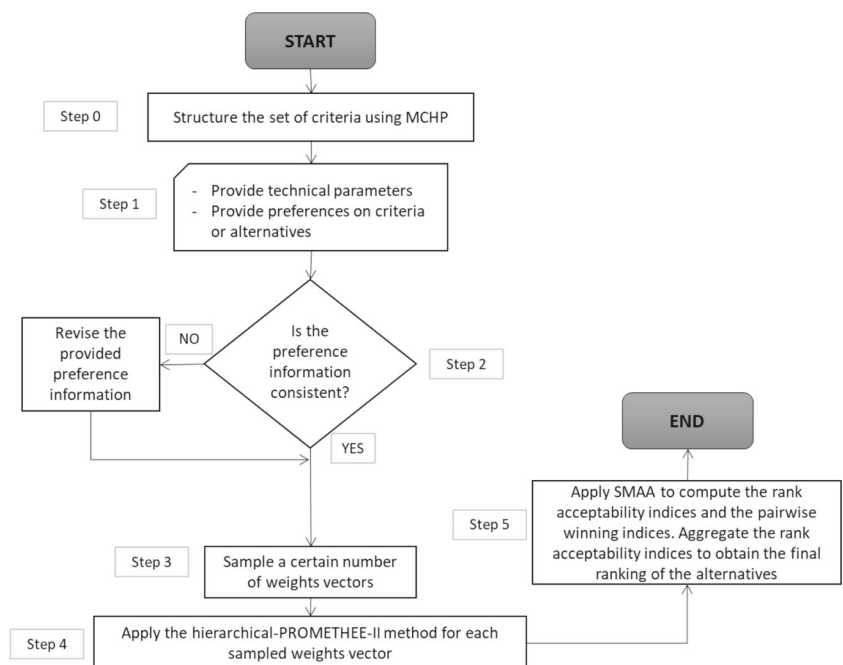 START
Step 0
Structure the set of criteria using MCHP
Step 1
- Provide technical parameters
- Provide preferences on criteria
or alternatives
Step 2
Is the
preference
information
consistent?
NO
Revise the
provided
preference
information
YES
Step 3
Sample a certain number
of weights vectors
Step 4
Apply the hierarchical-PROMETHEE-II method for each
sampled weights vector
Step 5
Apply SMAA to compute the rank
acceptability indices and the pairwise
winning indices. Aggregate the rank
acceptability indices to obtain the final
ranking of the alternatives
END